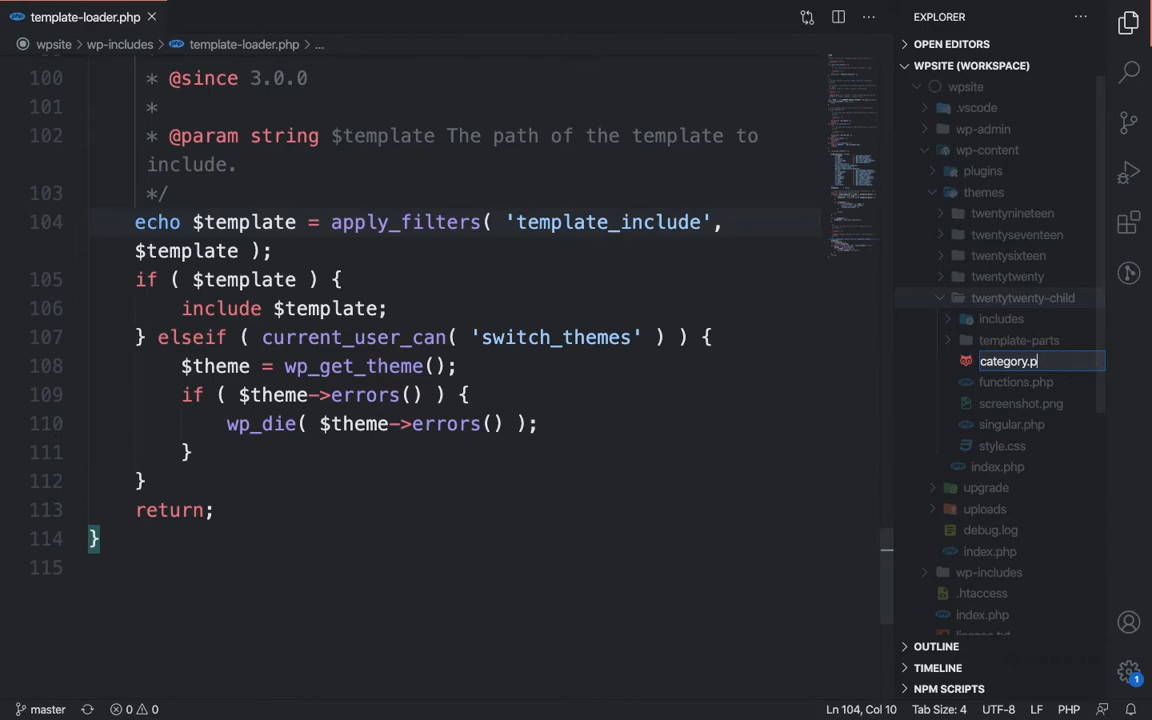 template-loader.php
EXPLORER
wpsite > wp-includes > template-loader.php > ...
OPEN EDITORS
WPSITE (WORKSPACE)
100 * @since 3.0.0
101 *
102 * @param string $template The path of the template to
include.
103 */
104 echo $template = apply_filters( 'template_include',
$template );
105 if ( $template ) {
106 include $template;
107 } elseif ( current_user_can( 'switch_themes' ) ) {
108 $theme = wp_get_theme();
109 if ( $theme->errors() ) {
110 wp_die( $theme->errors() );
111 }
112 }
113 return;
114 }
115
wpsite
.vscode
wp-admin
wp-content
plugins
themes
twentynineteen
twentyseventeen
twentysixteen
twentytwenty
twentytwenty-child
includes
template-parts
category.p
functions.php
screenshot.png
singular.php
style.css
index.php
upgrade
uploads
debug.log
index.php
wp-includes
.htaccess
index.php
OUTLINE
TIMELINE
NPM SCRIPTS
1
master 0 0 Ln 104, Col 10 Tab Size: 4 UTF-8 LF PHP